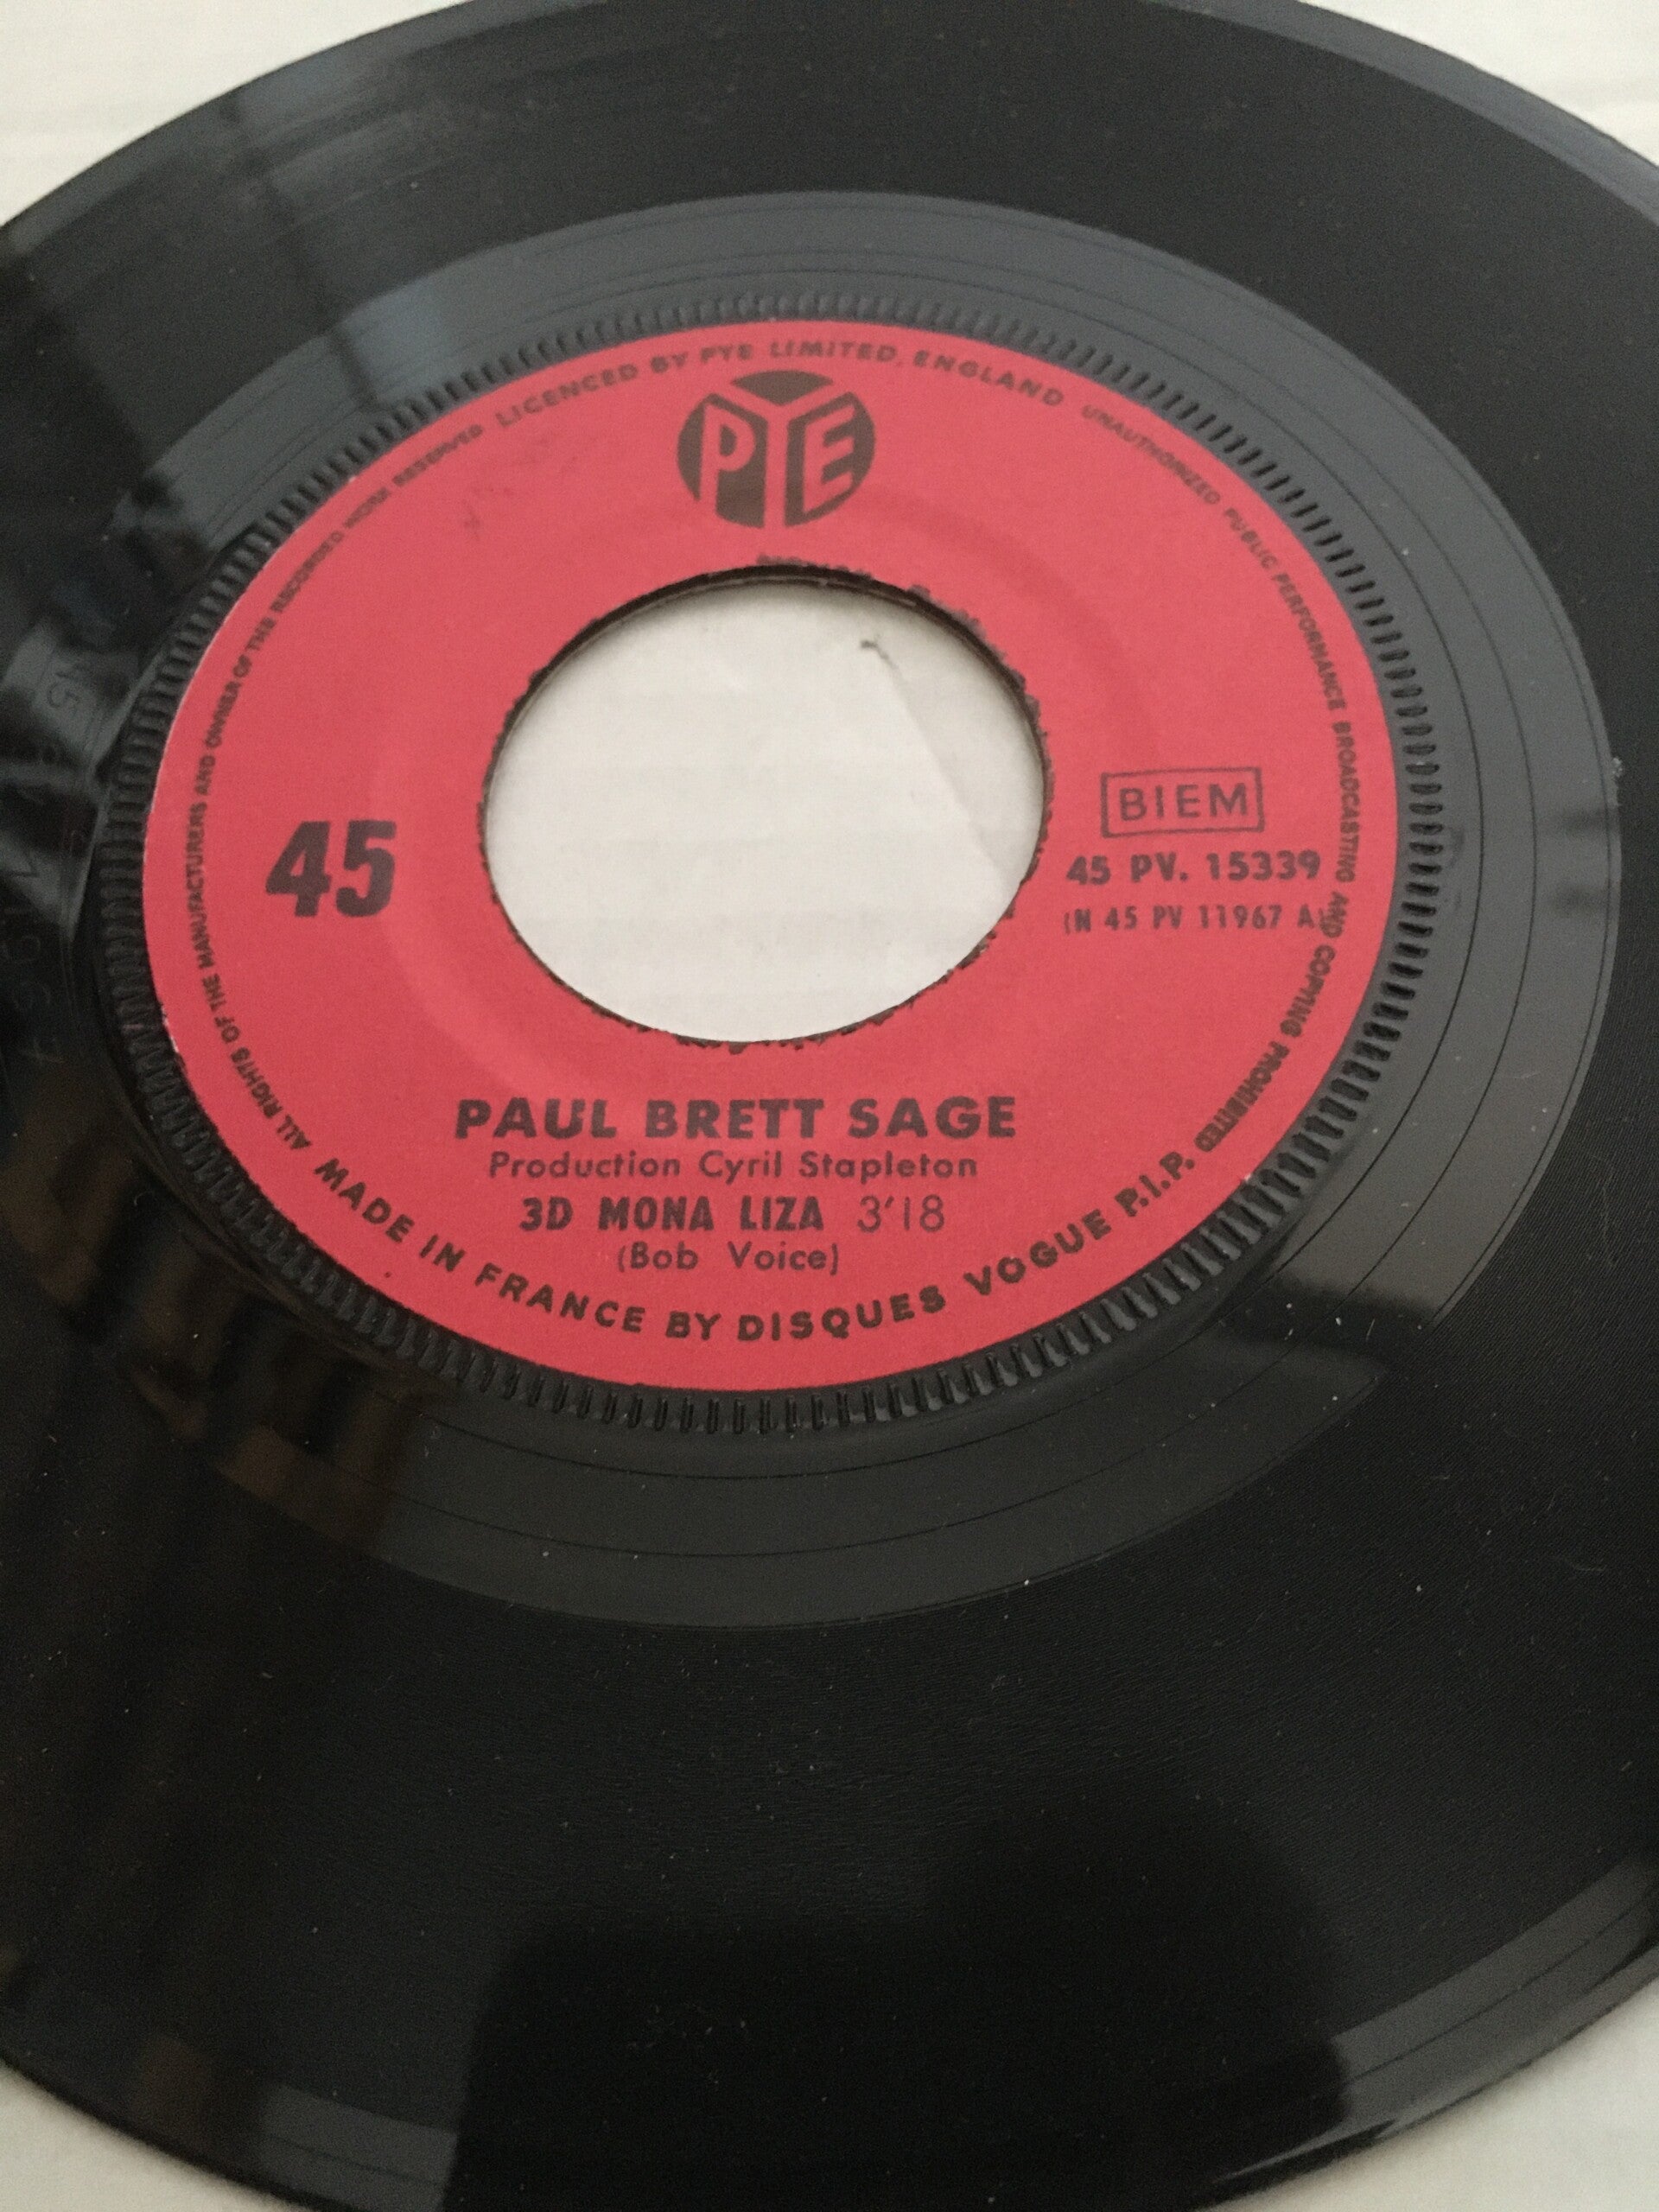 ALL RIGHTS OF THE MANUFACTURERS AND OWNER OF THE RECORDED WORK RESERVED LICENCED BY PYE LIMITED, ENGLAND UNAUTHORIZED PUBLIC PERFORMANCE BROADCASTING AND COPYING PROHIBITED
PYE
45
BIEM
45 PV. 15339
(N 45 PV 11967 A)
PAUL BRETT SAGE
Production Cyril Stapleton
3D MONA LIZA 3'18
(Bob Voice)
MADE IN FRANCE BY DISQUES VOGUE P.I.P.